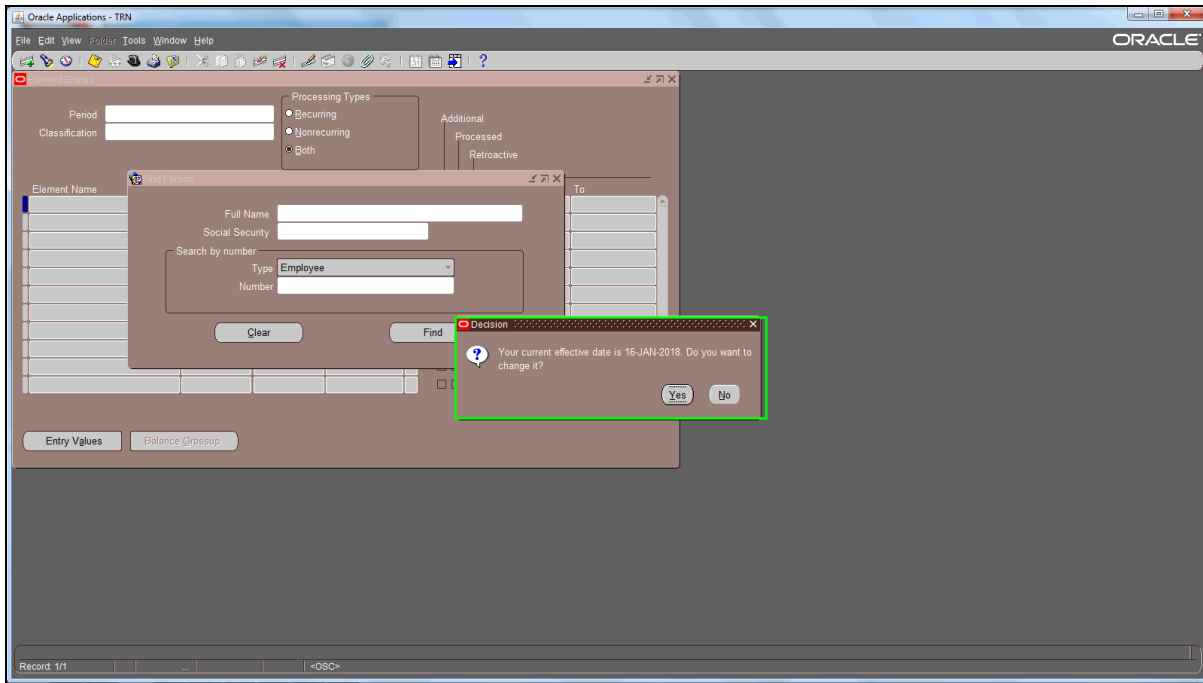 Oracle Applications - TRN
File Edit View Folder Tools Window Help
ORACLE
Element Entries
Period
Classification
Processing Types
Recurring
Nonrecurring
Both
Additional
Processed
Retroactive
Element Name
To
Find Person
Full Name
Social Security
Search by number
Type Employee
Number
Clear
Find
Decision
Your current effective date is 16-JAN-2018. Do you want to
change it?
Yes
No
Entry Values
Balance Grossup
Record: 1/1 ... <OSC>